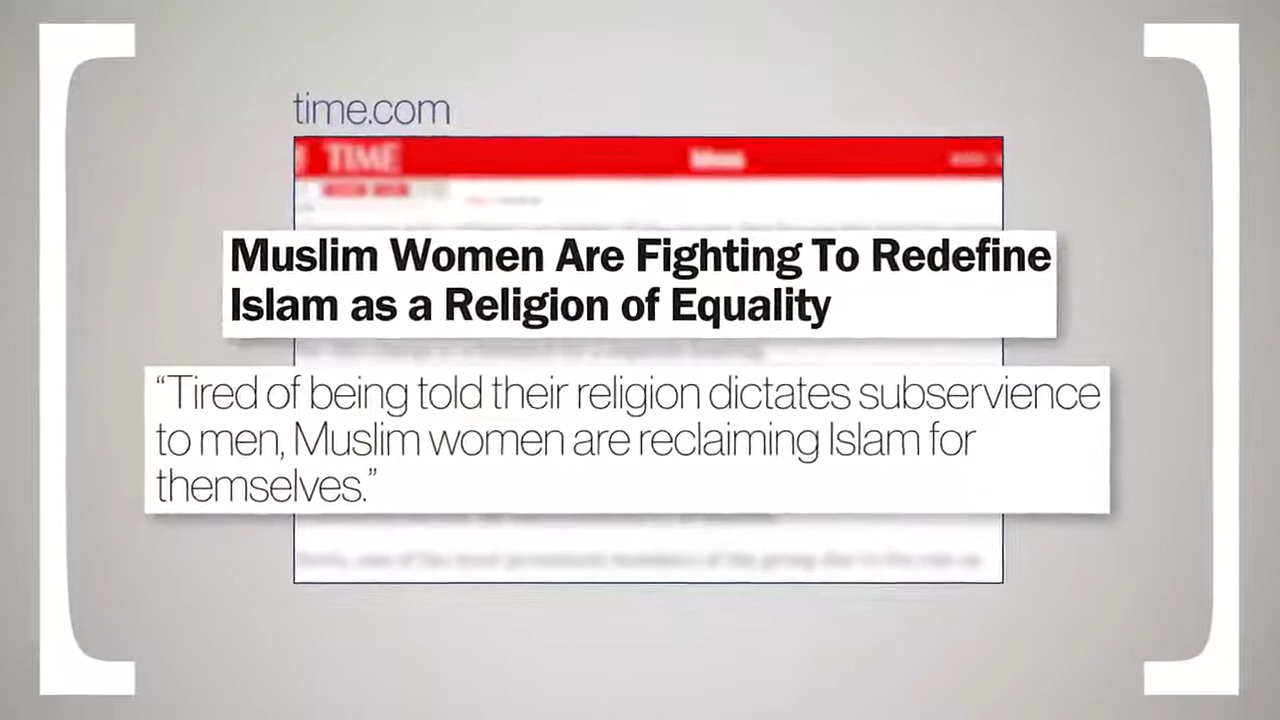 time.com
TIME
Muslim Women Are Fighting To Redefine
Islam as a Religion of Equality
“Tired of being told their religion dictates subservience
to men, Muslim women are reclaiming Islam for
themselves.”